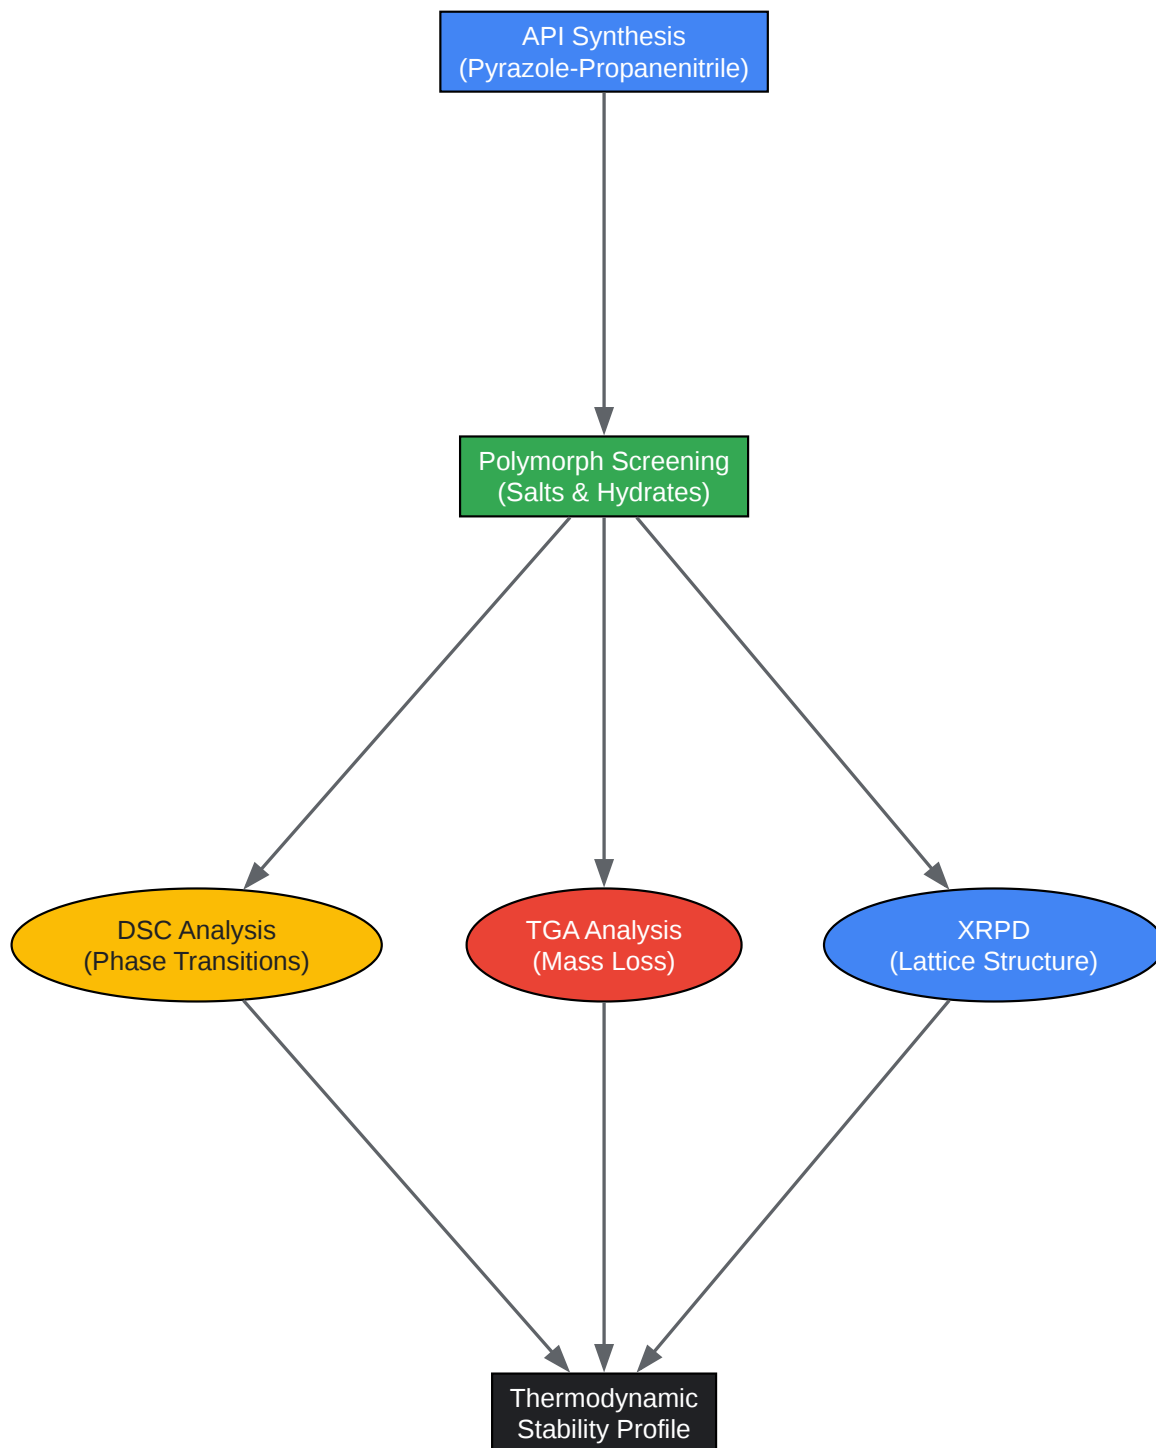 API Synthesis
(Pyrazole-Propanenitrile)
Polymorph Screening
(Salts & Hydrates)
DSC Analysis
(Phase Transitions)
TGA Analysis
(Mass Loss)
XRPD
(Lattice Structure)
Thermodynamic
Stability Profile